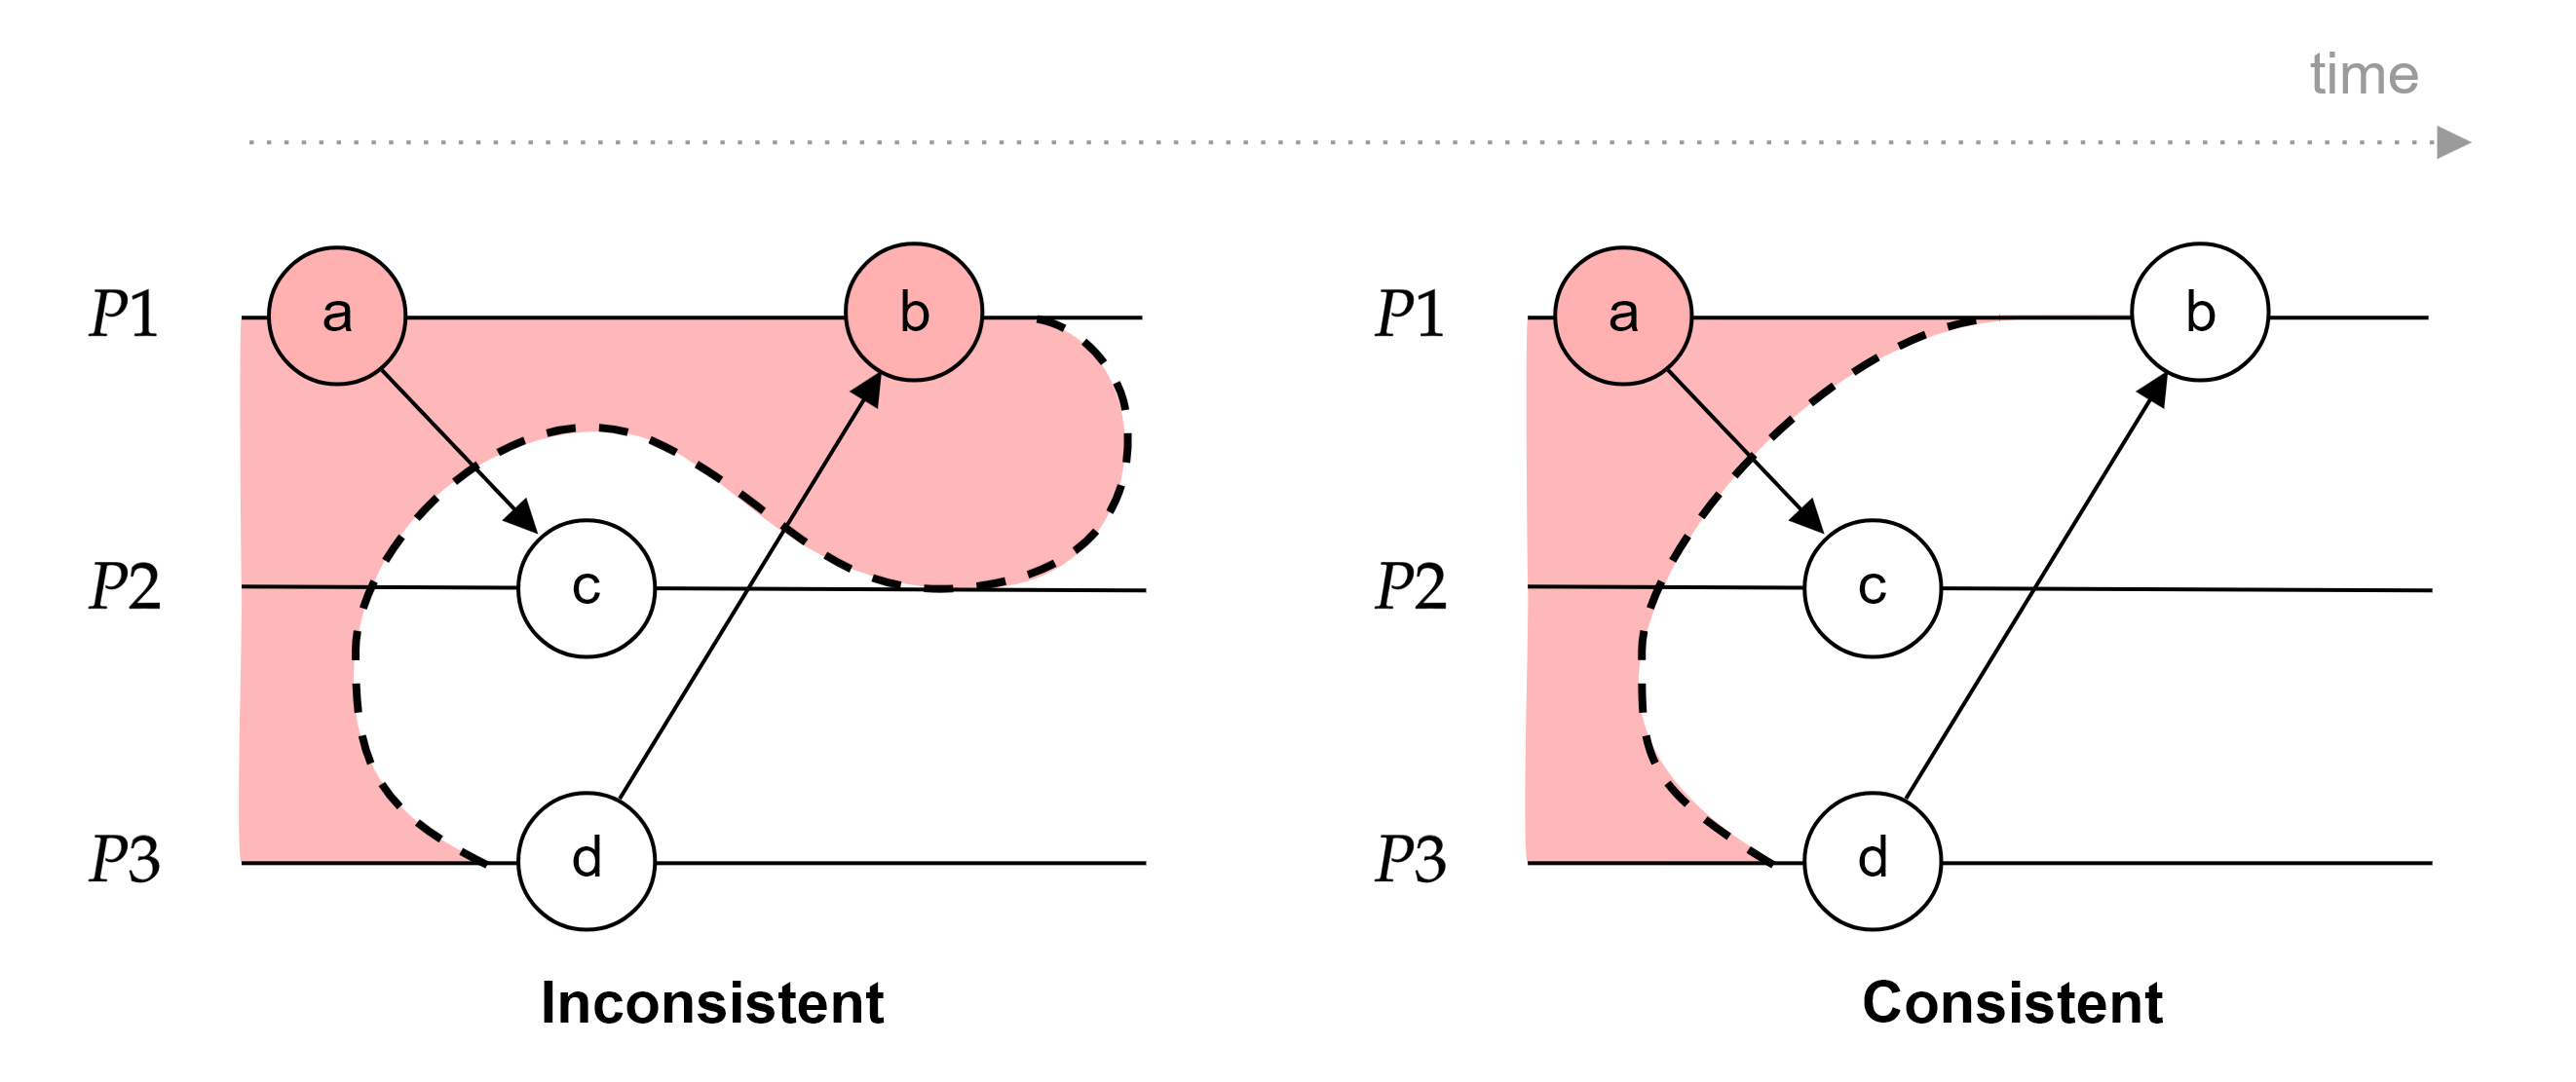 time
P1 a b
P2 c
P3 d
Inconsistent
P1 a b
P2 c
P3 d
Consistent